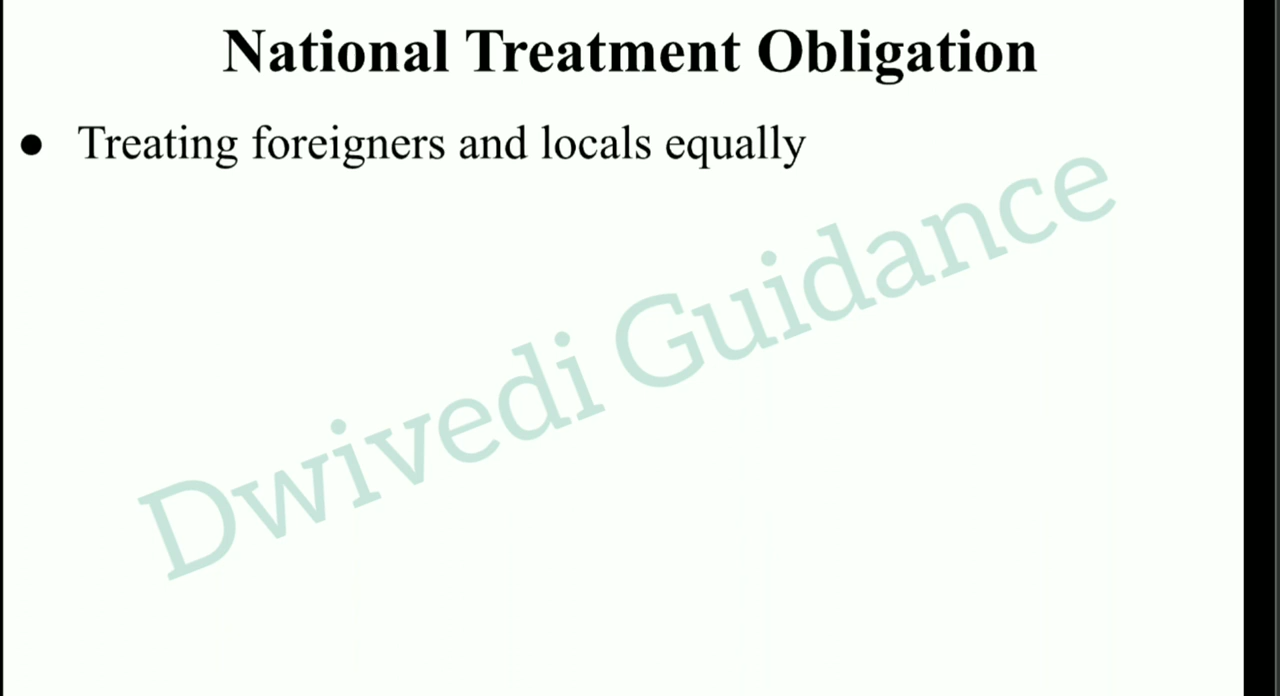 National Treatment Obligation
● Treating foreigners and locals equally
Dwivedi Guidance